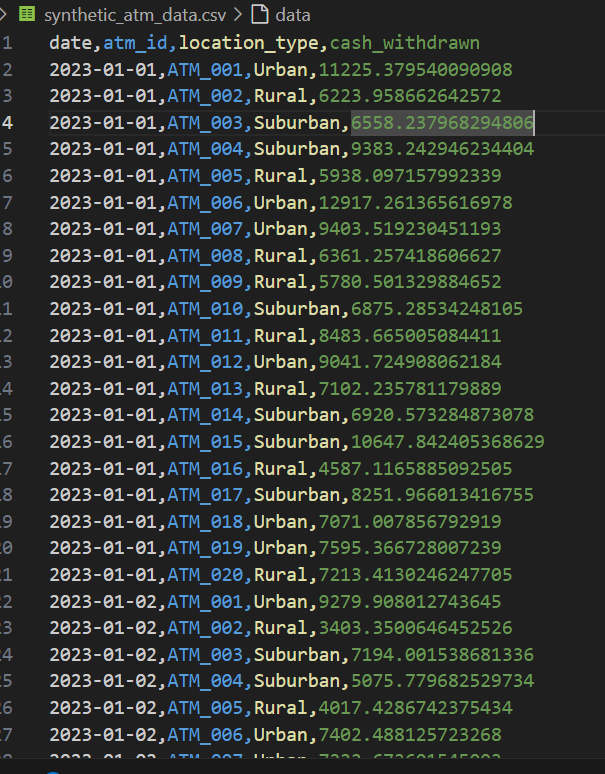 synthetic_atm_data.csv > data
1 date,atm_id,location_type,cash_withdrawn
2 2023-01-01,ATM_001,Urban,11225.379540090908
3 2023-01-01,ATM_002,Rural,6223.958662642572
4 2023-01-01,ATM_003,Suburban,6558.237968294806
5 2023-01-01,ATM_004,Suburban,9383.242946234404
6 2023-01-01,ATM_005,Rural,5938.097157992339
7 2023-01-01,ATM_006,Urban,12917.261365616978
8 2023-01-01,ATM_007,Urban,9403.519230451193
9 2023-01-01,ATM_008,Rural,6361.257418606627
10 2023-01-01,ATM_009,Rural,5780.501329884652
11 2023-01-01,ATM_010,Suburban,6875.28534248105
12 2023-01-01,ATM_011,Rural,8483.665005084411
13 2023-01-01,ATM_012,Urban,9041.724908062184
14 2023-01-01,ATM_013,Rural,7102.235781179889
15 2023-01-01,ATM_014,Suburban,6920.573284873078
16 2023-01-01,ATM_015,Suburban,10647.842405368629
17 2023-01-01,ATM_016,Rural,4587.1165885092505
18 2023-01-01,ATM_017,Suburban,8251.966013416755
19 2023-01-01,ATM_018,Urban,7071.007856792919
20 2023-01-01,ATM_019,Urban,7595.366728007239
21 2023-01-01,ATM_020,Rural,7213.4130246247705
22 2023-01-02,ATM_001,Urban,9279.908012743645
23 2023-01-02,ATM_002,Rural,3403.3500646452526
24 2023-01-02,ATM_003,Suburban,7194.001538681336
25 2023-01-02,ATM_004,Suburban,5075.779682529734
26 2023-01-02,ATM_005,Rural,4017.4286742375434
27 2023-01-02,ATM_006,Urban,7402.488125723268